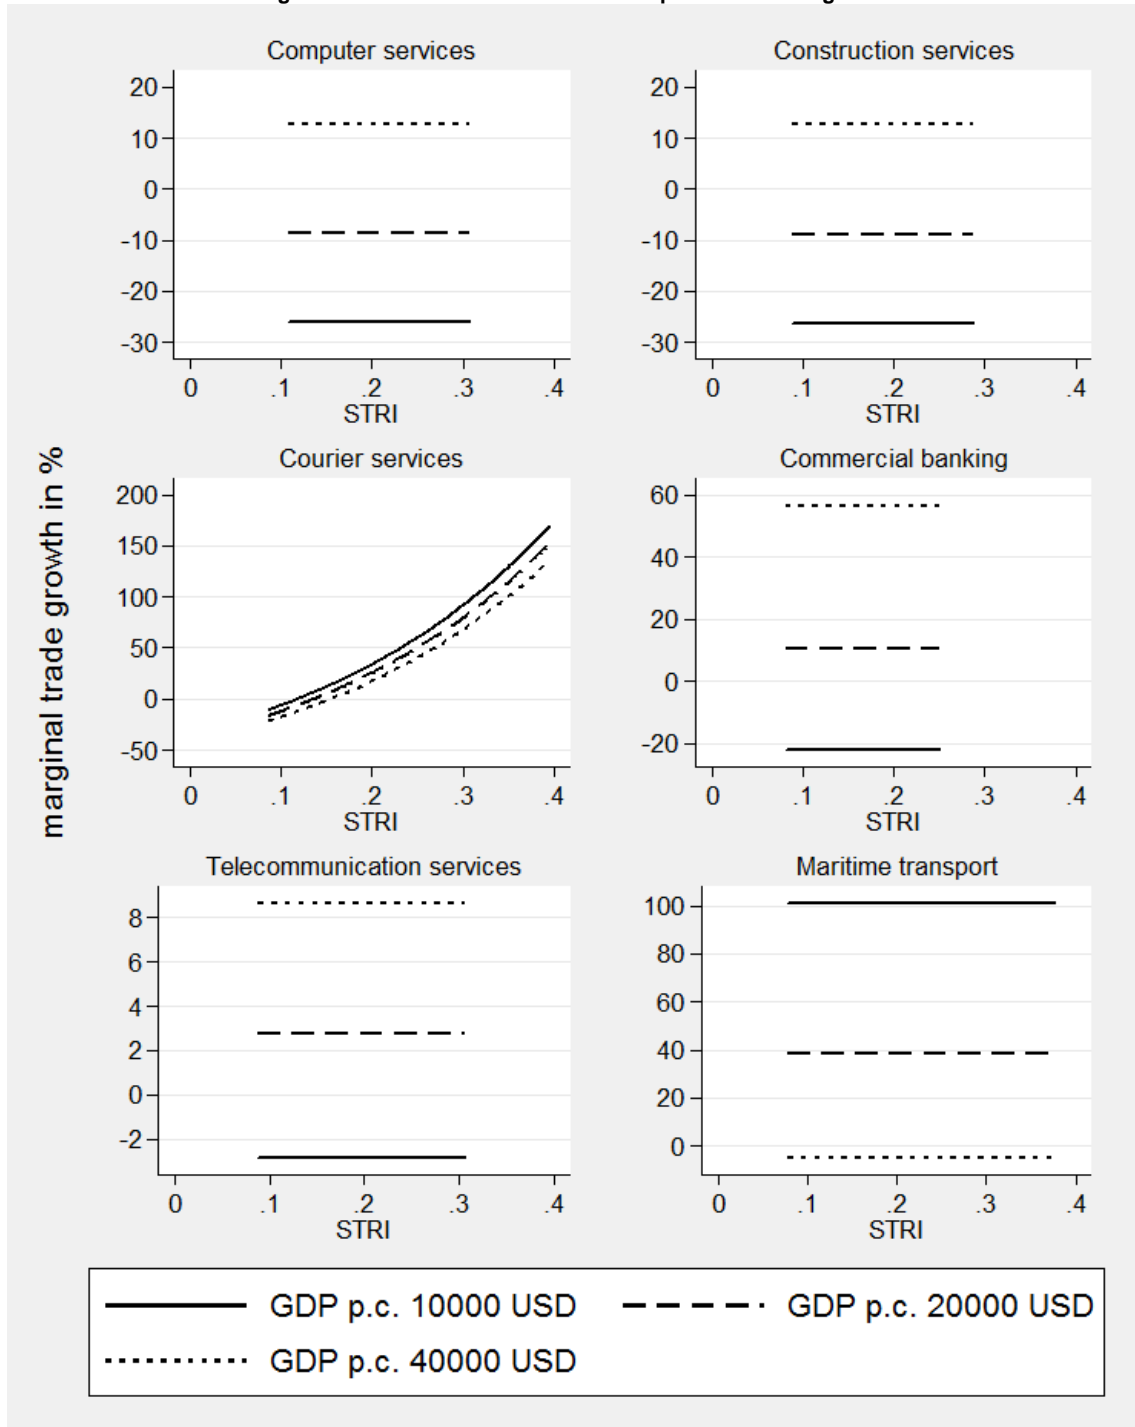 Computer services
20
10
0
-10
-20
-30
0 .1 .2 .3 .4
STRI
Construction services
20
10
0
-10
-20
-30
0 .1 .2 .3 .4
STRI
marginal trade growth in %
Courier services
200
150
100
50
0
-50
0 .1 .2 .3 .4
STRI
Commercial banking
60
40
20
0
-20
0 .1 .2 .3 .4
STRI
Telecommunication services
8
6
4
2
0
-2
0 .1 .2 .3 .4
STRI
Maritime transport
100
80
60
40
20
0
0 .1 .2 .3 .4
STRI
GDP p.c. 10000 USD
GDP p.c. 20000 USD
GDP p.c. 40000 USD